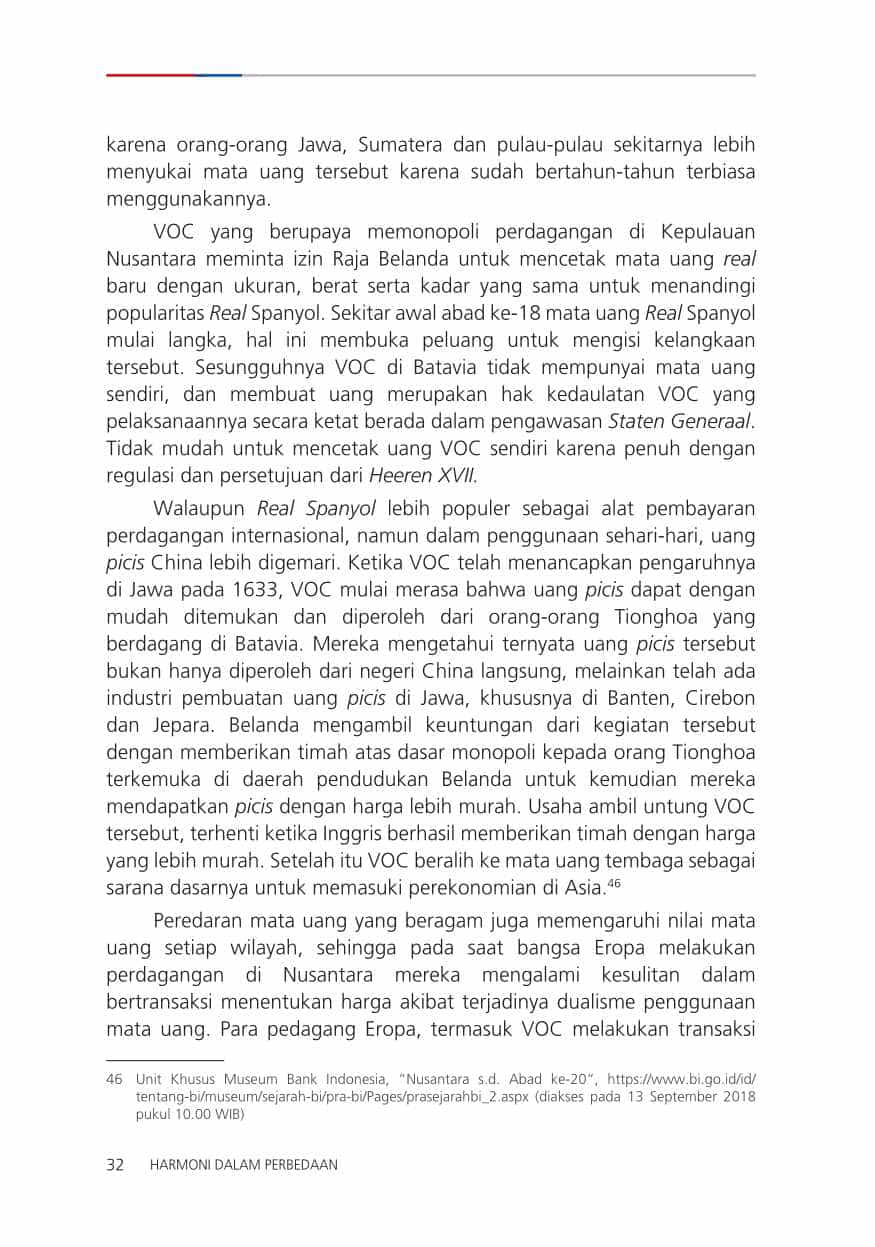 karena orang-orang Jawa, Sumatera dan pulau-pulau sekitarnya lebih
menyukai mata uang tersebut karena sudah bertahun-tahun terbiasa
menggunakannya.
VOC yang berupaya memonopoli perdagangan di Kepulauan
Nusantara meminta izin Raja Belanda untuk mencetak mata uang real
baru dengan ukuran, berat serta kadar yang sama untuk menandingi
popularitas Real Spanyol. Sekitar awal abad ke-18 mata uang Real Spanyol
mulai langka, hal ini membuka peluang untuk mengisi kelangkaan
tersebut. Sesungguhnya VOC di Batavia tidak mempunyai mata uang
sendiri, dan membuat uang merupakan hak kedaulatan VOC yang
pelaksanaannya secara ketat berada dalam pengawasan Staten Generaal.
Tidak mudah untuk mencetak uang VOC sendiri karena penuh dengan
regulasi dan persetujuan dari Heeren XVII.
Walaupun Real Spanyol lebih populer sebagai alat pembayaran
perdagangan internasional, namun dalam penggunaan sehari-hari, uang
picis China lebih digemari. Ketika VOC telah menancapkan pengaruhnya
di Jawa pada 1633, VOC mulai merasa bahwa uang picis dapat dengan
mudah ditemukan dan diperoleh dari orang-orang Tionghoa yang
berdagang di Batavia. Mereka mengetahui ternyata uang picis tersebut
bukan hanya diperoleh dari negeri China langsung, melainkan telah ada
industri pembuatan uang picis di Jawa, khususnya di Banten, Cirebon
dan Jepara. Belanda mengambil keuntungan dari kegiatan tersebut
dengan memberikan timah atas dasar monopoli kepada orang Tionghoa
terkemuka di daerah pendudukan Belanda untuk kemudian mereka
mendapatkan picis dengan harga lebih murah. Usaha ambil untung VOC
tersebut, terhenti ketika Inggris berhasil memberikan timah dengan harga
yang lebih murah. Setelah itu VOC beralih ke mata uang tembaga sebagai
sarana dasarnya untuk memasuki perekonomian di Asia.46
Peredaran mata uang yang beragam juga memengaruhi nilai mata
uang setiap wilayah, sehingga pada saat bangsa Eropa melakukan
perdagangan di Nusantara mereka mengalami kesulitan dalam
bertransaksi menentukan harga akibat terjadinya dualisme penggunaan
mata uang. Para pedagang Eropa, termasuk VOC melakukan transaksi
46 Unit Khusus Museum Bank Indonesia, "Nusantara s.d. Abad ke-20", https://www.bi.go.id/id/
tentang-bi/museum/sejarah-bi/pra-bi/Pages/prasejarahbi_2.aspx (diakses pada 13 September 2018
pukul 10.00 WIB)
32 HARMONI DALAM PERBEDAAN